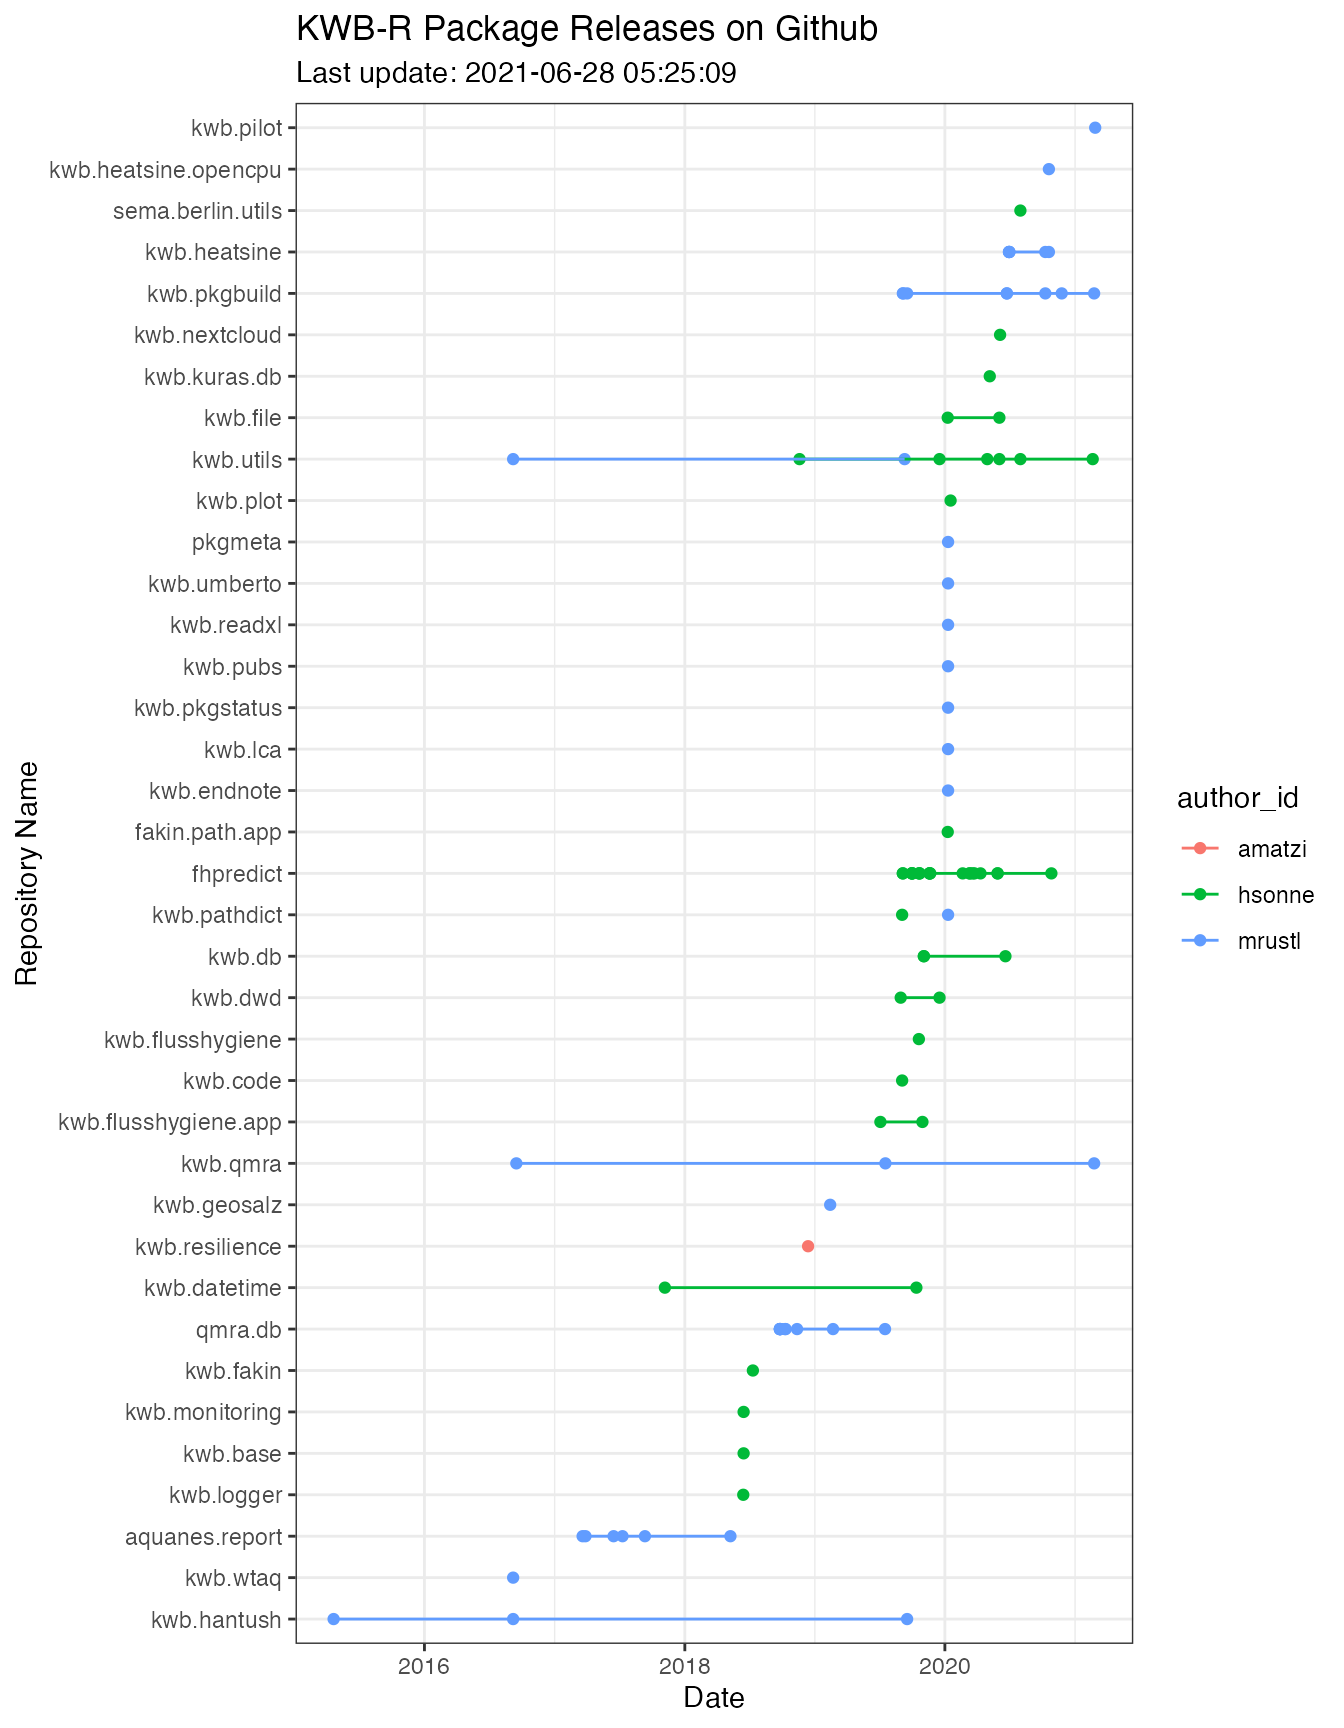 KWB-R Package Releases on Github
Last update: 2021-06-28 05:25:09
kwb.pilot
kwb.heatsine.opencpu
sema.berlin.utils
kwb.heatsine
kwb.pkgbuild
kwb.nextcloud
kwb.kuras.db
kwb.file
kwb.utils
kwb.plot
pkgmeta
kwb.umberto
kwb.readxl
kwb.pubs
kwb.pkgstatus
kwb.lca
kwb.endnote
fakin.path.app
fhpredict
kwb.pathdict
kwb.db
kwb.dwd
kwb.flusshygiene
kwb.code
kwb.flusshygiene.app
kwb.qmra
kwb.geosalz
kwb.resilience
kwb.datetime
qmra.db
kwb.fakin
kwb.monitoring
kwb.base
kwb.logger
aquanes.report
kwb.wtaq
kwb.hantush
Repository Name
2016 2018 2020
Date
author_id
amatzi
hsonne
mrustl